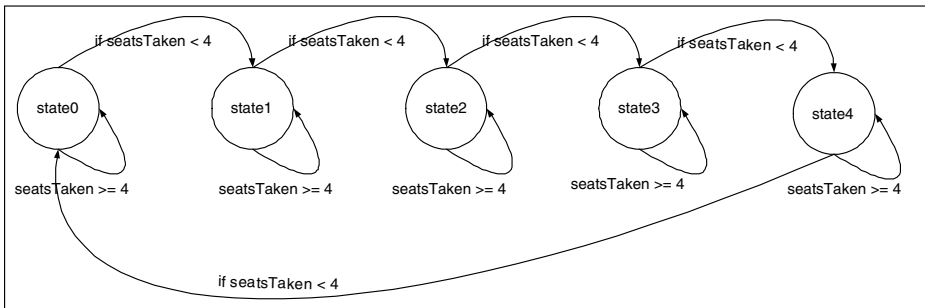 if seatsTaken < 4
if seatsTaken < 4
if seatsTaken < 4
if seatsTaken < 4
state0
state1
state2
state3
state4
seatsTaken >= 4
seatsTaken >= 4
seatsTaken >= 4
seatsTaken >= 4
seatsTaken >= 4
if seatsTaken < 4